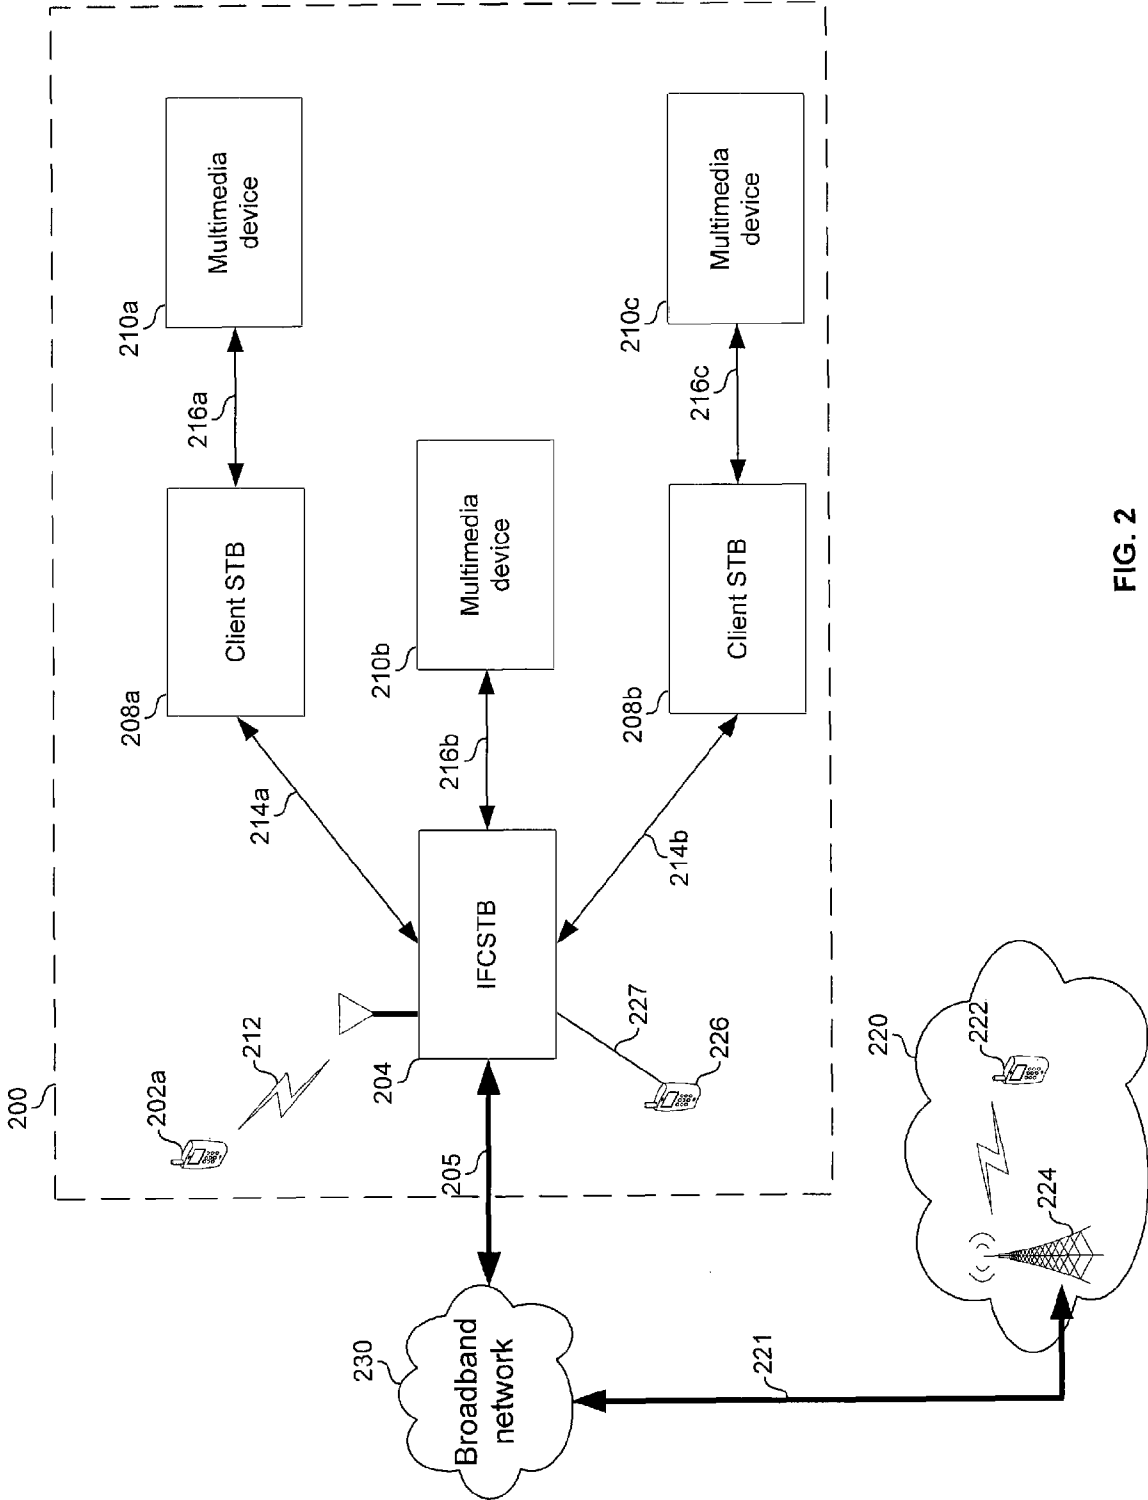 200
202a
212
204
205
230
Broadband
network
IFCSTB
214a
208a
Client STB
216a
210a
Multimedia
device
216b
210b
Multimedia
device
214b
208b
Client STB
216c
210c
Multimedia
device
227
226
221
220
222
224
FIG. 2